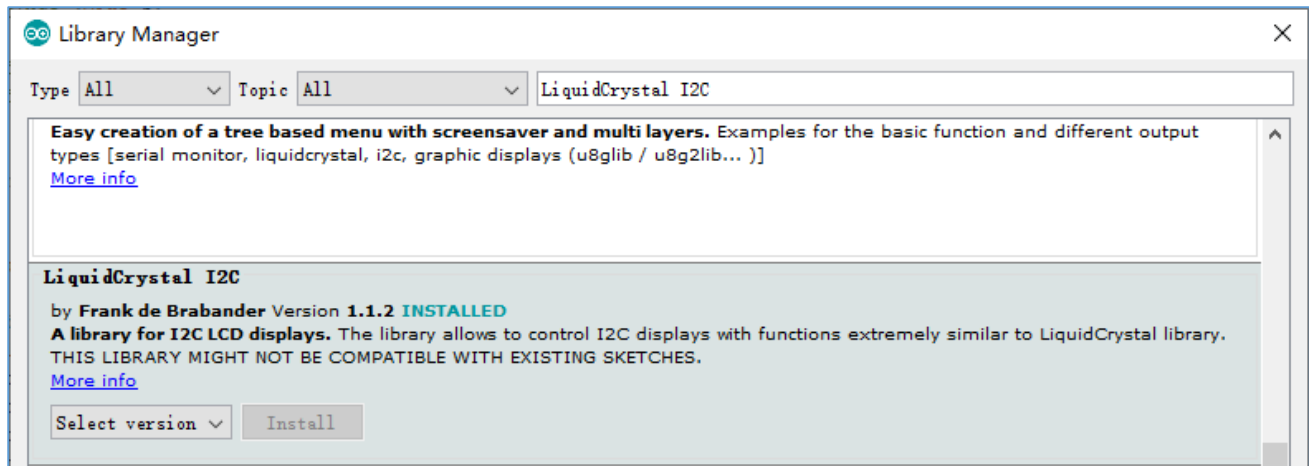 Library Manager
Type All Topic All LiquidCrystal I2C
Easy creation of a tree based menu with screensaver and multi layers. Examples for the basic function and different output
types [serial monitor, liquidcrystal, i2c, graphic displays (u8glib / u8g2lib... )]
More info
LiquidCrystal I2C
by Frank de Brabander Version 1.1.2 INSTALLED
A library for I2C LCD displays. The library allows to control I2C displays with functions extremely similar to LiquidCrystal library.
THIS LIBRARY MIGHT NOT BE COMPATIBLE WITH EXISTING SKETCHES.
More info
Select version Install